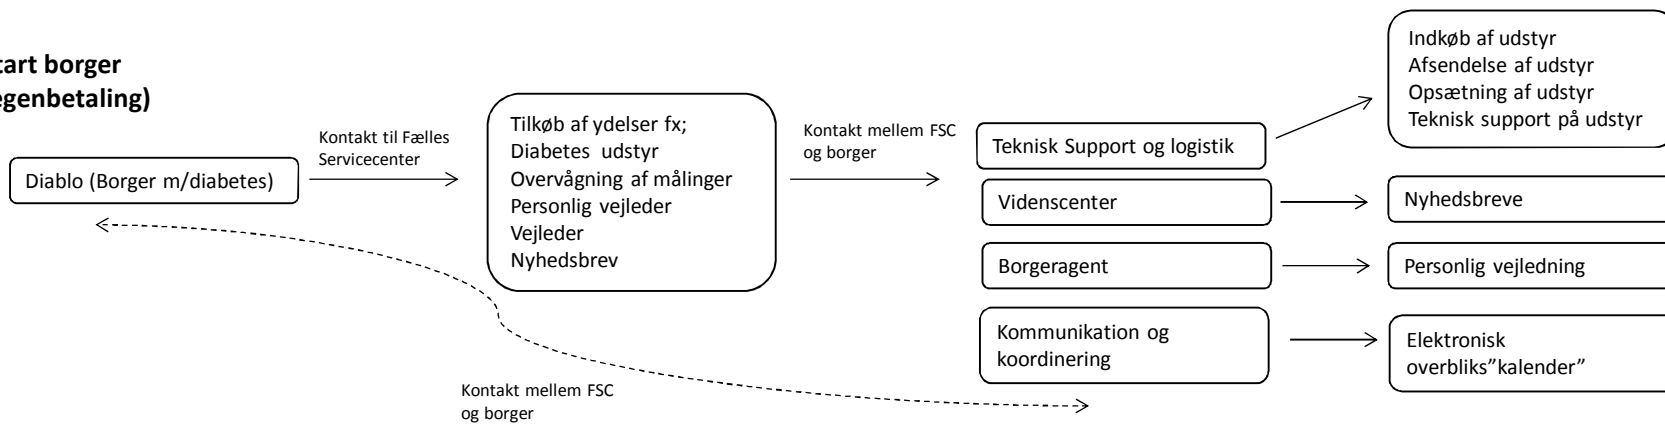 tart borger
egenbetaling)
Diablo (Borger m/diabetes)
Kontakt til Fælles
Servicecenter
Tilkøb af ydelser fx;
Diabetes udstyr
Overvågning af målinger
Personlig vejleder
Vejleder
Nyhedsbrev
Kontakt mellem FSC
og borger
Teknisk Support og logistik
Videnscenter
Borgeragent
Kommunikation og
koordinering
Indkøb af udstyr
Afsendelse af udstyr
Opsætning af udstyr
Teknisk support på udstyr
Nyhedsbreve
Personlig vejledning
Elektronisk
overbliks”kalender”
Kontakt mellem FSC
og borger